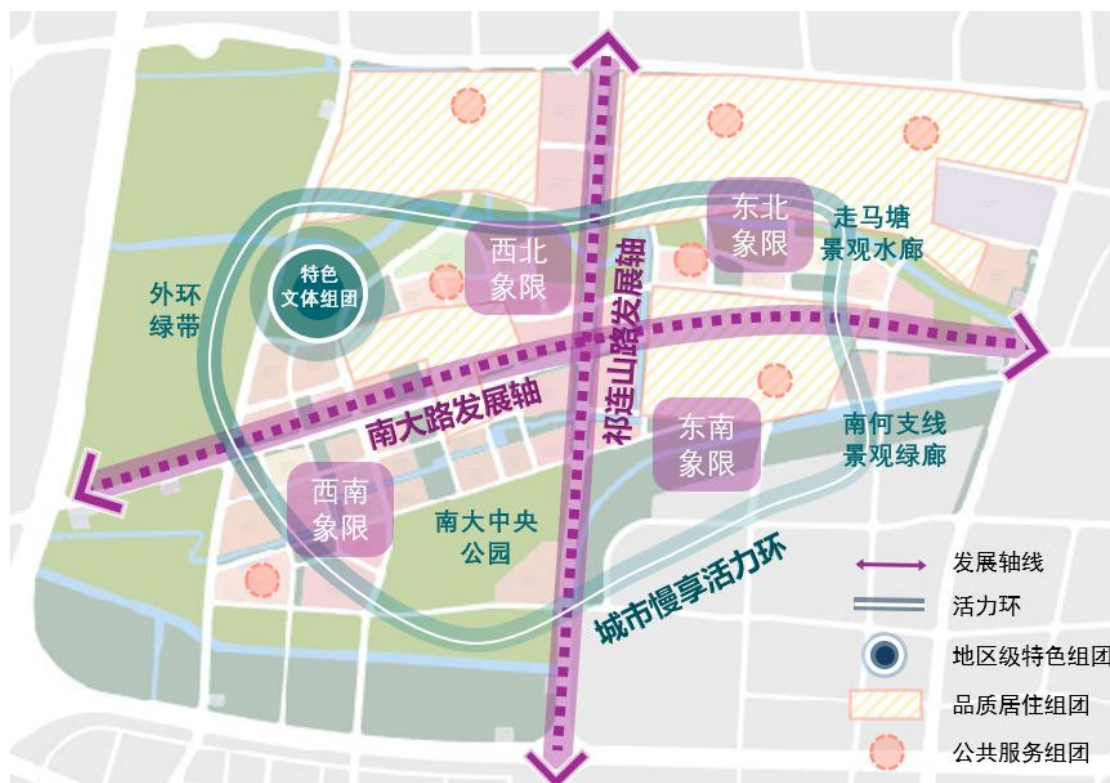 西北
象限
东北
象限
走马塘
景观水廊
特色
文体组团
外环
绿带
祁连山路发展轴
南大路发展轴
东南
象限
南何支线
景观绿廊
西南
象限
南大中央
公园
城市慢享活力环
发展轴线
活力环
地区级特色组团
品质居住组团
公共服务组团